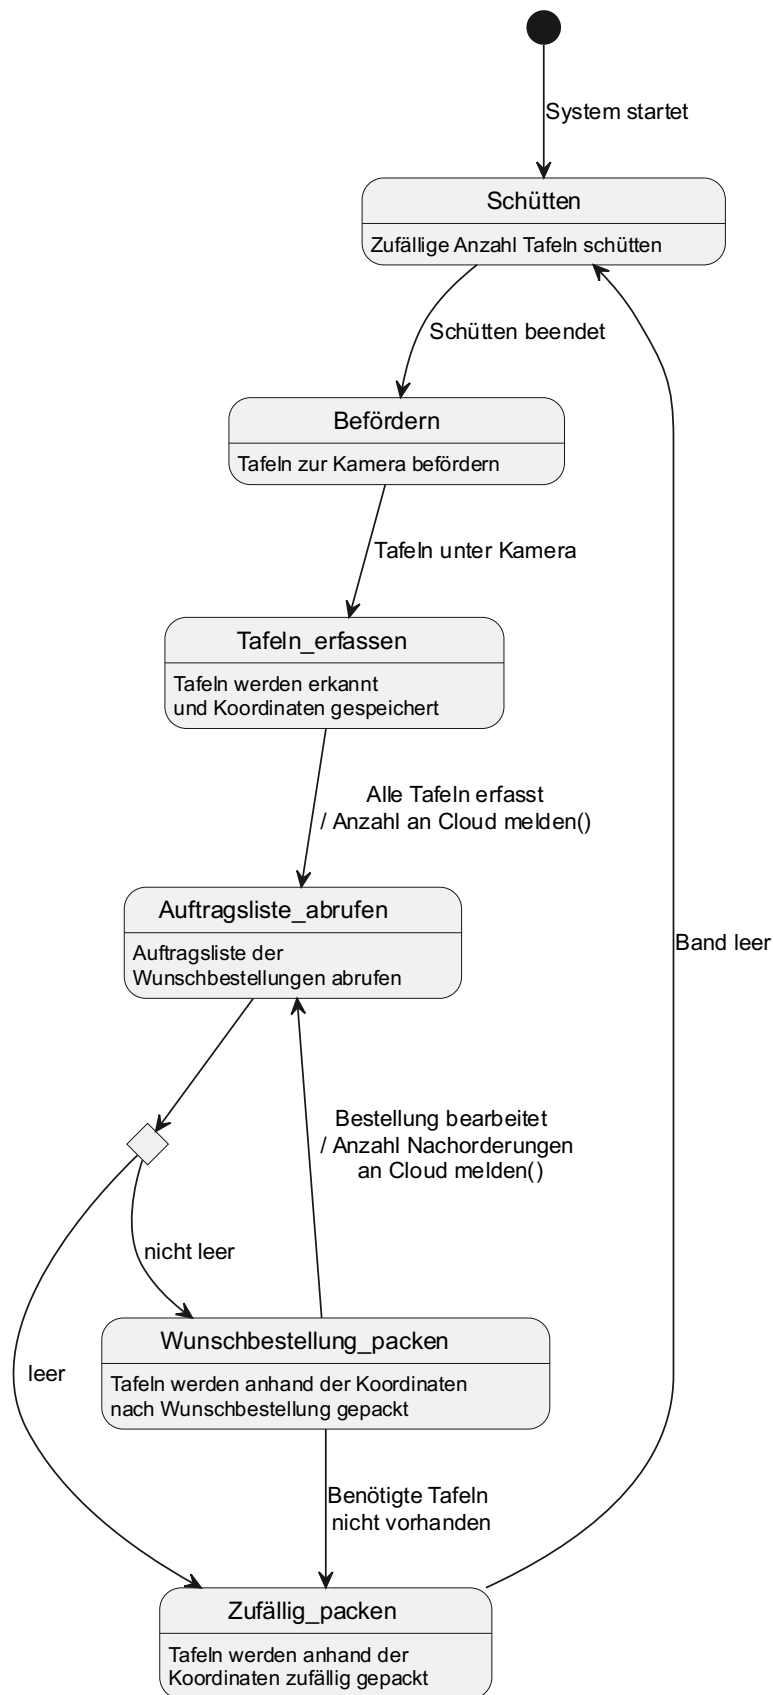 System startet
Schütten
Zufällige Anzahl Tafeln schütten
Schütten beendet
Befördern
Tafeln zur Kamera befördern
Tafeln unter Kamera
Tafeln_erfassen
Tafeln werden erkannt
und Koordinaten gespeichert
Alle Tafeln erfasst
/ Anzahl an Cloud melden()
Auftragsliste_abrufen
Auftragsliste der
Wunschbestellungen abrufen
Band leer
Bestellung bearbeitet
/ Anzahl Nachorderungen
an Cloud melden()
nicht leer
leer
Wunschbestellung_packen
Tafeln werden anhand der Koordinaten
nach Wunschbestellung gepackt
Benötigte Tafeln
nicht vorhanden
Zufällig_packen
Tafeln werden anhand der
Koordinaten zufällig gepackt